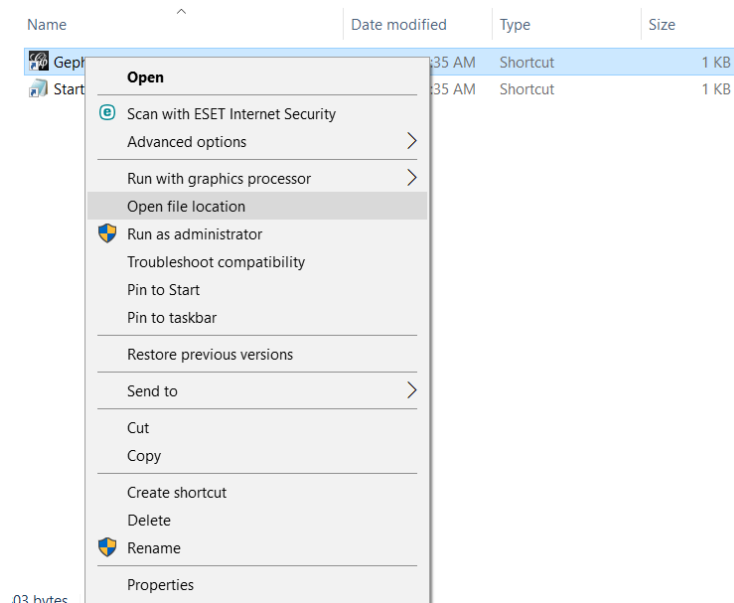 Name Date modified Type Size
Geph :35 AM Shortcut 1 KB
Start :35 AM Shortcut 1 KB
Open
Scan with ESET Internet Security
Advanced options
Run with graphics processor
Open file location
Run as administrator
Troubleshoot compatibility
Pin to Start
Pin to taskbar
Restore previous versions
Send to
Cut
Copy
Create shortcut
Delete
Rename
Properties
03 bytes